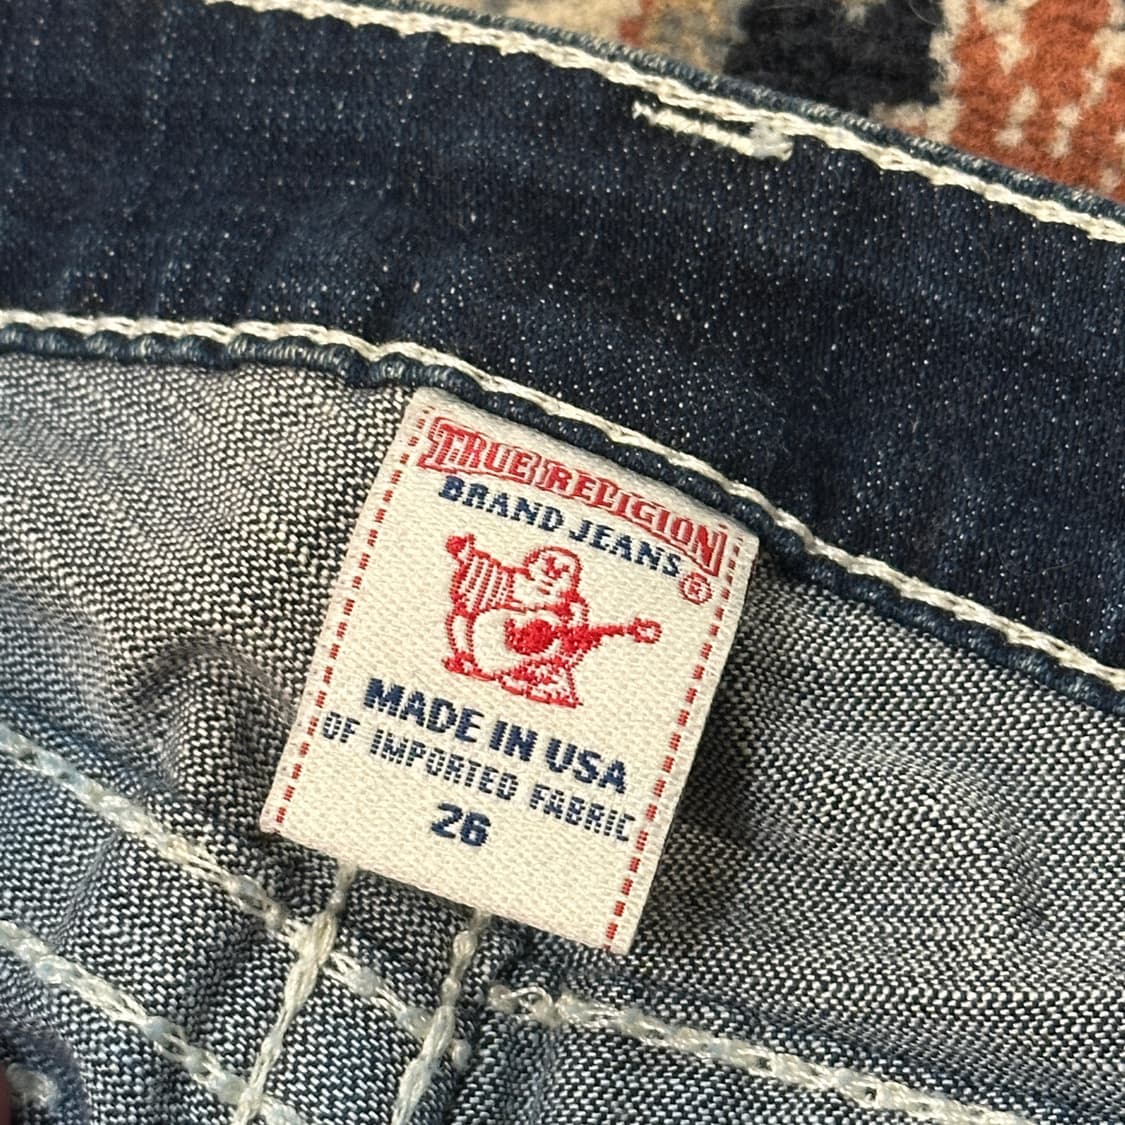 TRUE RELIGION
BRAND JEANS ®
MADE IN USA
OF IMPORTED FABRIC
26